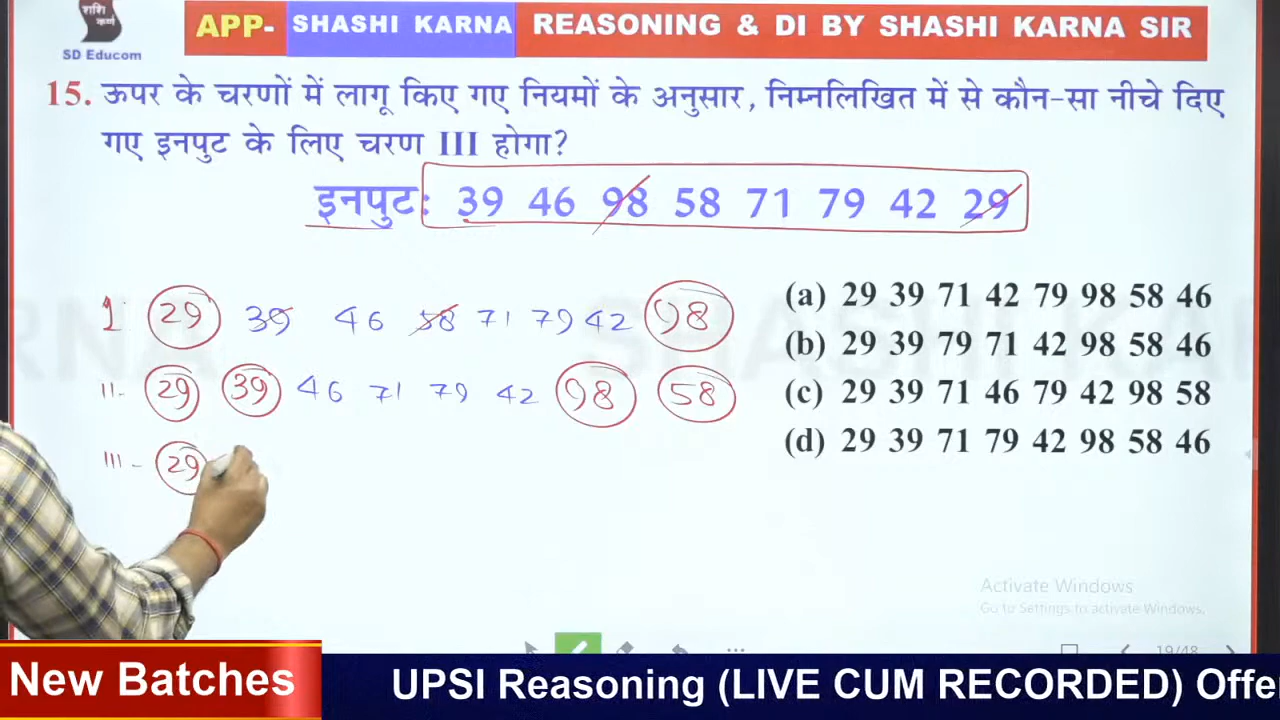 राशि
कर्ण
SD Educom
APP- SHASHI KARNA REASONING & DI BY SHASHI KARNA SIR
15. ऊपर के चरणों में लागू किए गए नियमों के अनुसार, निम्नलिखित में से कौन-सा नीचे दिए
गए इनपुट के लिए चरण III होगा?
इनपुट: 39 46 98 58 71 79 42 29
I 29 39 46 58 71 79 42 98
II- 29 39 46 71 79 42 98 58
III- 29
(a) 29 39 71 42 79 98 58 46
(b) 29 39 79 71 42 98 58 46
(c) 29 39 71 46 79 42 98 58
(d) 29 39 71 79 42 98 58 46
Activate Windows
Go to Settings to activate Windows.
19/48
New Batches UPSI Reasoning (LIVE CUM RECORDED) Offe